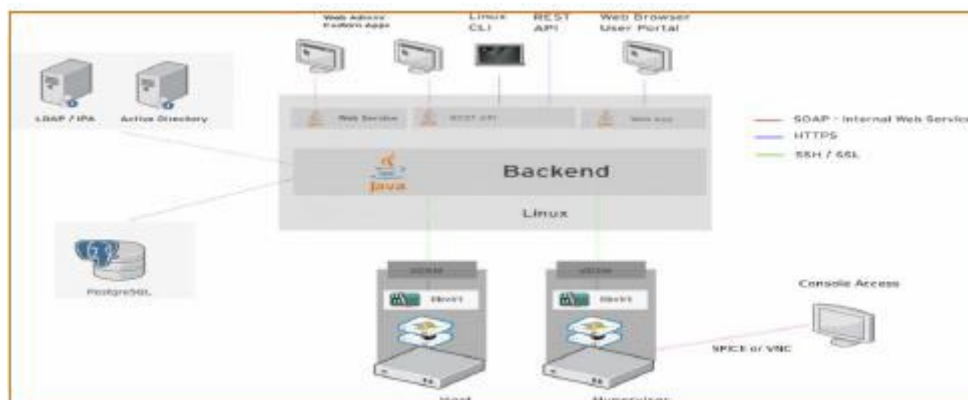 Web Admin/
Custom Apps
Linux
CLI
REST
API
Web Browser
User Portal
LDAP / IPA
Active Directory
Web Service
REST API
Web App
SOAP - Internal Web Service
HTTPS
SSH / SSL
Java
Backend
Linux
PostgreSQL
VDSM
VDSM
libvirt
libvirt
Console Access
SPICE or VNC
Host
Hypervisor